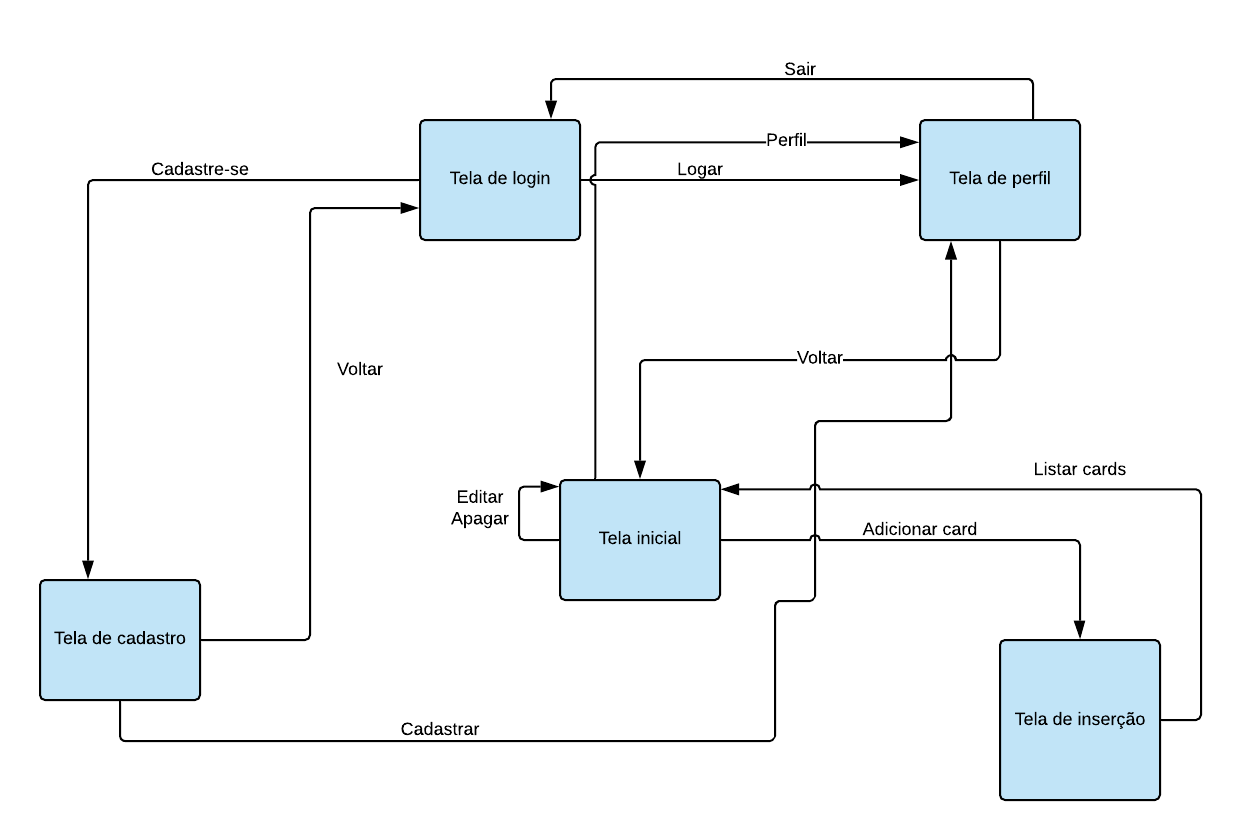 Sair
Perfil
Cadastre-se
Logar
Tela de login
Tela de perfil
Voltar
Voltar
Listar cards
Editar
Apagar
Adicionar card
Tela inicial
Tela de cadastro
Tela de inserção
Cadastrar